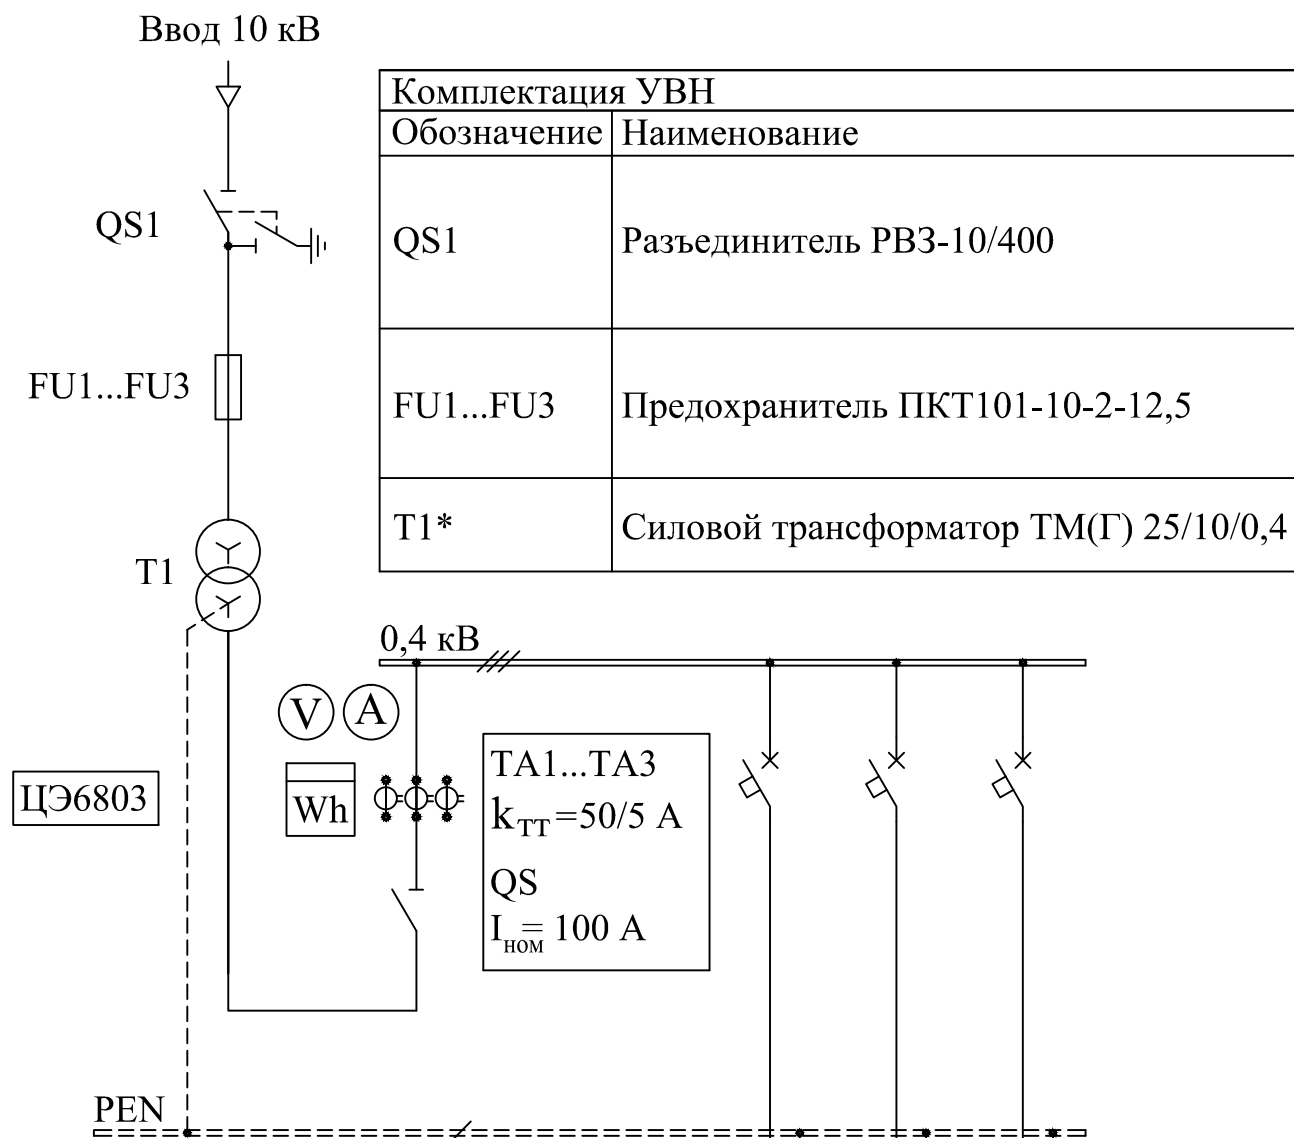 Ввод 10 кВ
Комплектация УВН
Обозначение Наименование
QS1
QS1 Разъединитель РВЗ-10/400
FU1...FU3
FU1...FU3 Предохранитель ПКТ101-10-2-12,5
T1* Силовой трансформатор ТМ(Г) 25/10/0,4
T1
0,4 кВ
V A
ЦЭ6803
Wh
TA1...TA3
kТТ=50/5 А
QS
Iном= 100 А
PEN